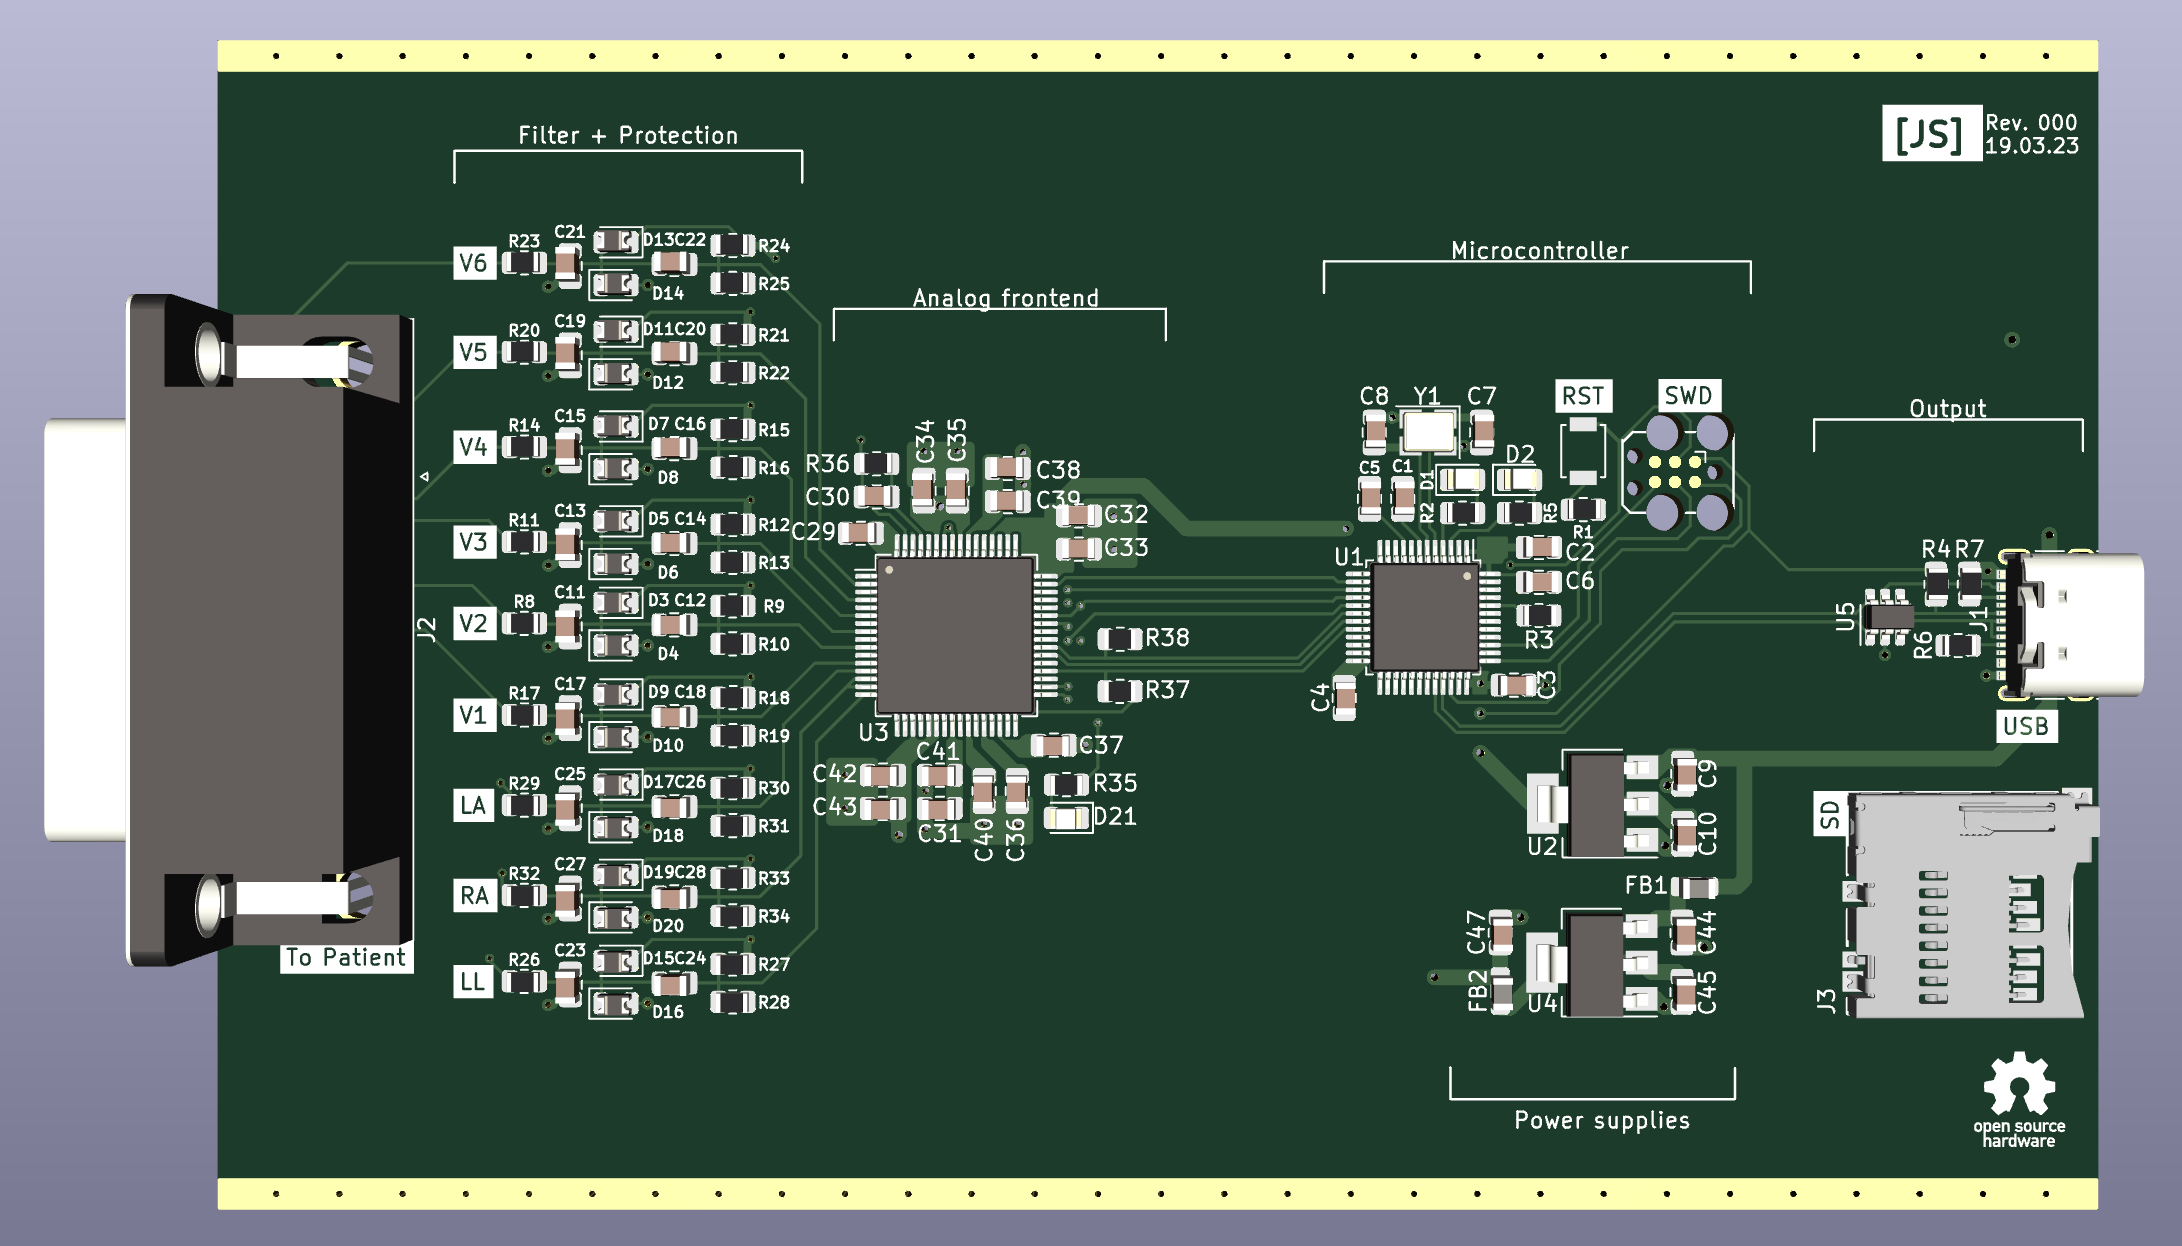 Filter + Protection
[JS]
Rev. 000
19.03.23
Microcontroller
Analog frontend
Output
Power supplies
V6
R23
C21
D13
C22
D14
R24
R25
V5
R20
C19
D11
C20
D12
R21
R22
V4
R14
C15
D7
C16
D8
R15
R16
V3
R11
C13
D5
C14
D6
R12
R13
V2
R8
C11
D3
C12
D4
R9
R10
V1
R17
C17
D9
C18
D10
R18
R19
LA
R29
C25
D17
C26
D18
R30
R31
RA
R32
C27
D19
C28
D20
R33
R34
LL
R26
C23
D15
C24
D16
R27
R28
J2
To Patient
R36
C30
C29
C34
C35
C38
C39
C32
C33
R38
R37
U3
C42
C43
C41
C31
C40
C36
C37
R35
D21
C8
Y1
C7
RST
SWD
C5
C1
D1
D2
R2
R5
R1
U1
C2
C6
R3
C3
C4
U5
R4
R7
J1
R6
USB
U2
C9
C10
FB1
C47
FB2
U4
C44
C45
SD
J3
open source
hardware